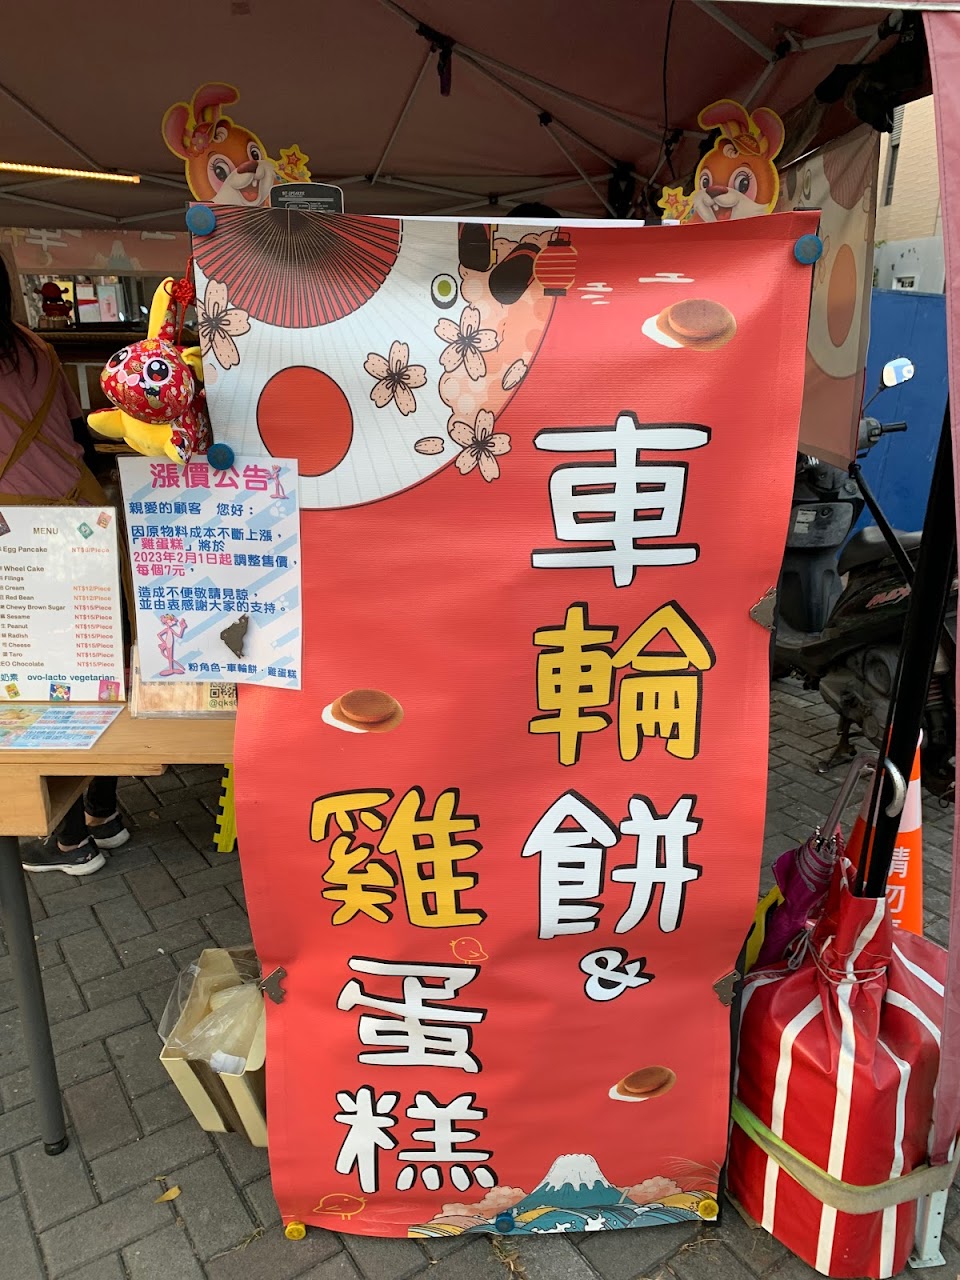 車輪餅
&
雞蛋糕
漲價公告
親愛的顧客 您好：
因原物料成本不斷上漲，
「雞蛋糕」將於
2023年2月1日起調整售價，
每個7元，
造成不便敬請見諒，
並由衷感謝大家的支持。
粉角色-車輪餅．雞蛋糕
MENU
Egg Pancake
Wheel Cake
Cream NT$12/Piece
Red Bean NT$12/Piece
Chewy Brown Sugar NT$15/Piece
Sesame NT$15/Piece
Peanut NT$15/Piece
Radish NT$15/Piece
Cheese NT$15/Piece
Taro NT$15/Piece
Chocolate NT$15/Piece
奶素 ovo-lacto vegetarian
請勿